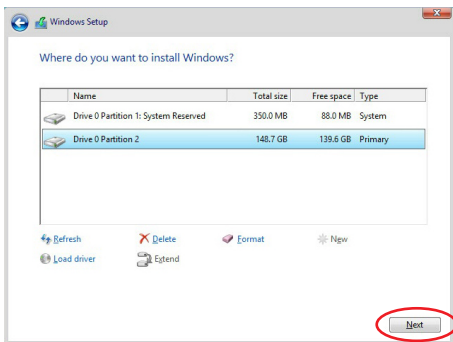 Windows Setup
Where do you want to install Windows?
Name Total size Free space Type
Drive 0 Partition 1: System Reserved 350.0 MB 88.0 MB System
Drive 0 Partition 2 148.7 GB 139.6 GB Primary
Refresh Delete Format New
Load driver Extend
Next